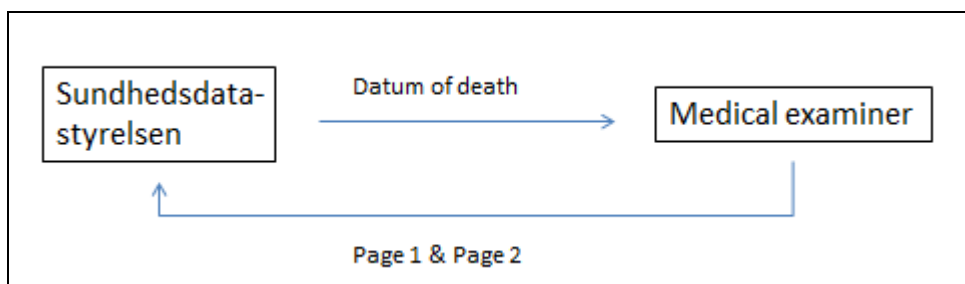 Sundhedsdata-
styrelsen
Datum of death
Medical examiner
Page 1 & Page 2